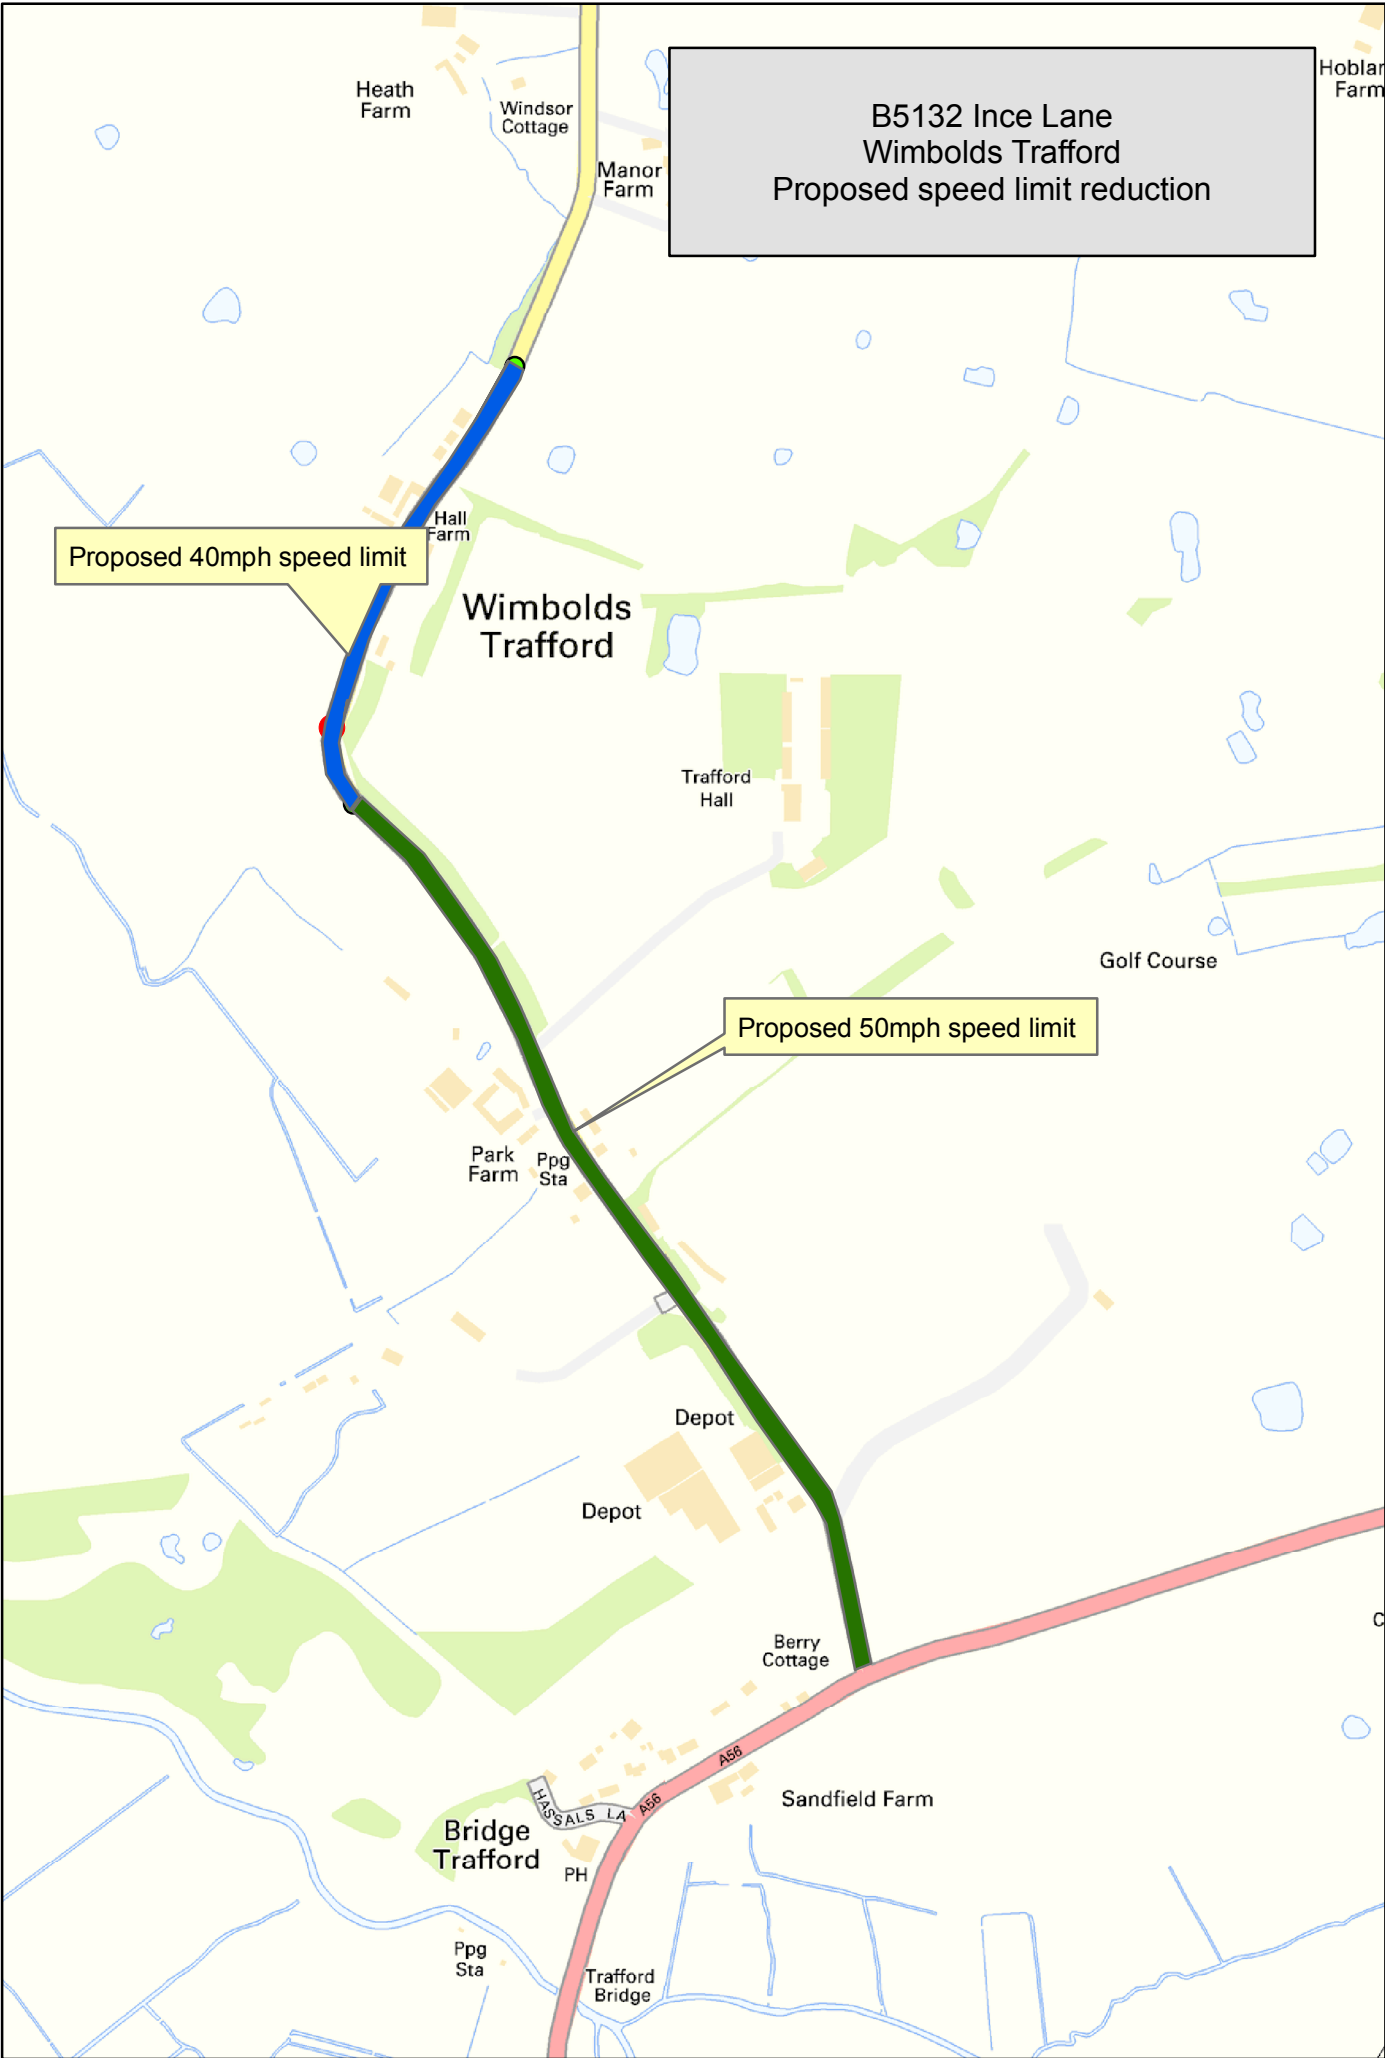 B5132 Ince Lane
Wimbolds Trafford
Proposed speed limit reduction
Heath
Farm
Windsor
Cottage
Manor
Farm
Hoblar
Farm
Hall
Farm
Proposed 40mph speed limit
Wimbolds
Trafford
Trafford
Hall
Golf Course
Proposed 50mph speed limit
Park
Farm
Ppg
Sta
Depot
Depot
Berry
Cottage
C
A56
A56
HASSALS LA
Sandfield Farm
Bridge
Trafford
PH
Ppg
Sta
Trafford
Bridge